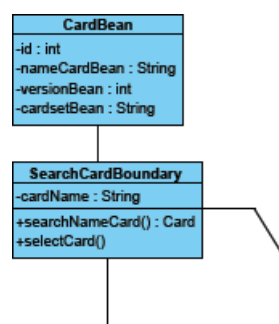 CardBean
-id : int
-nameCardBean : String
-versionBean : int
-cardsetBean : String
SearchCardBoundary
-cardName : String
+searchNameCard() : Card
+selectCard()